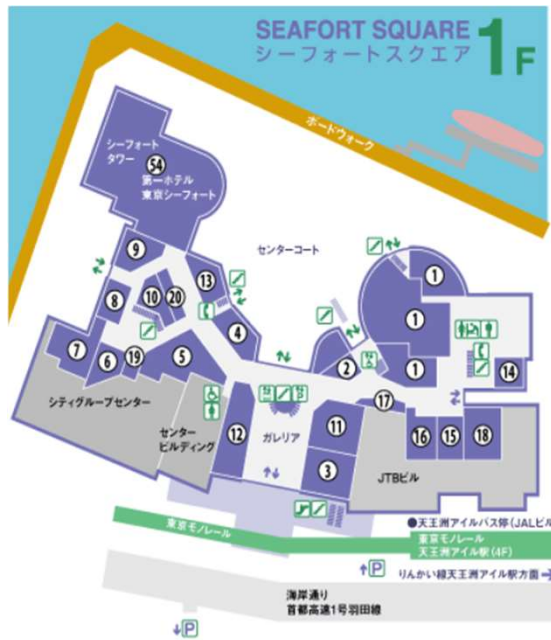 SEAFORT SQUARE
シーフォートスクエア
1F
ボードウォーク
シーフォート
タワー
54
第一ホテル
東京シーフォート
センターコート
9
13
1
8
10
20
1
4
7
6
19
5
2
1
14
17
シティグループセンター
センター
ビルディング
12
ガレリア
11
16
15
18
3
JTBビル
●天王洲アイルバス停(JALビル
東京モノレール
東京モノレール
天王洲アイル駅(4F)
↑P
りんかい線天王洲アイル駅方面→
海岸通り
首都高速1号羽田線
↓P